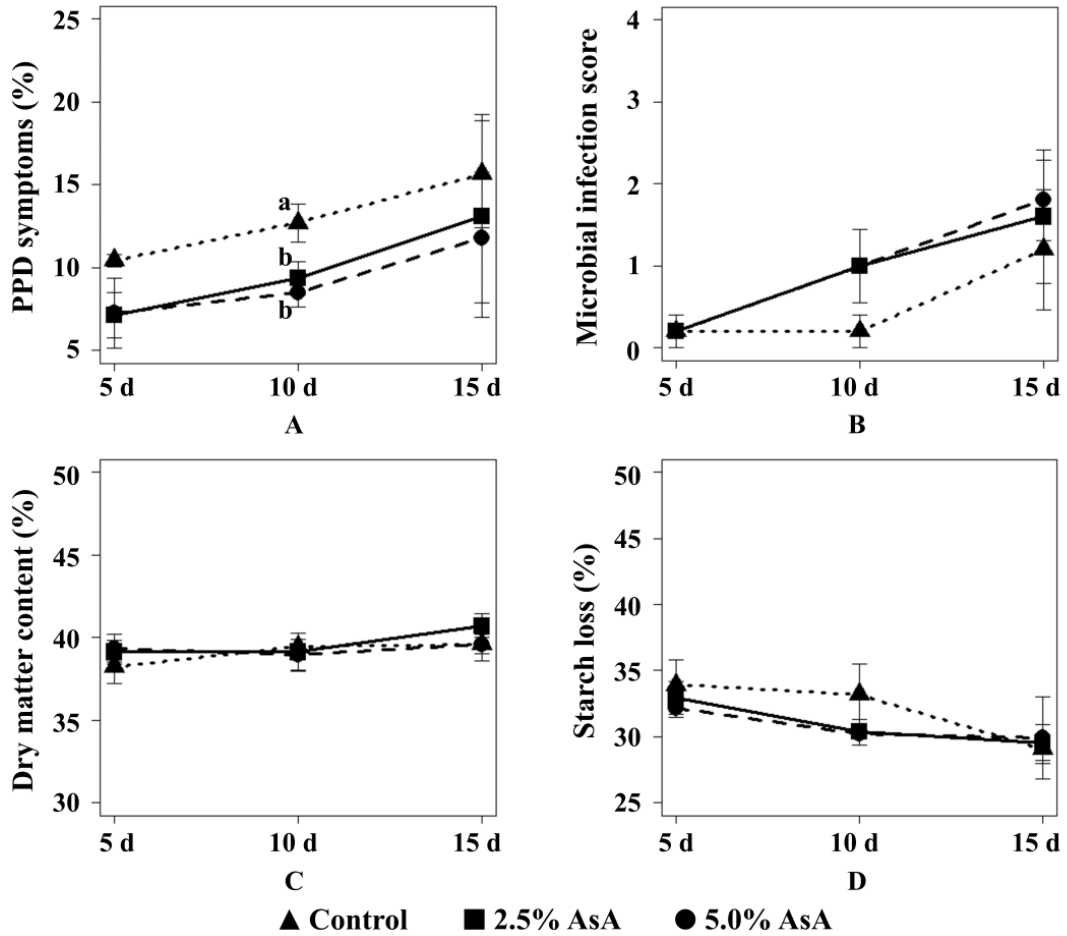 PPD symptoms (%)
25
20
15
10
5
a
b
b
5 d 10 d 15 d
A
Microbial infection score
4
3
2
1
0
5 d 10 d 15 d
B
Dry matter content (%)
50
45
40
35
30
5 d 10 d 15 d
C
Starch loss (%)
50
45
40
35
30
25
5 d 10 d 15 d
D
▲ Control ■ 2.5% AsA ● 5.0% AsA